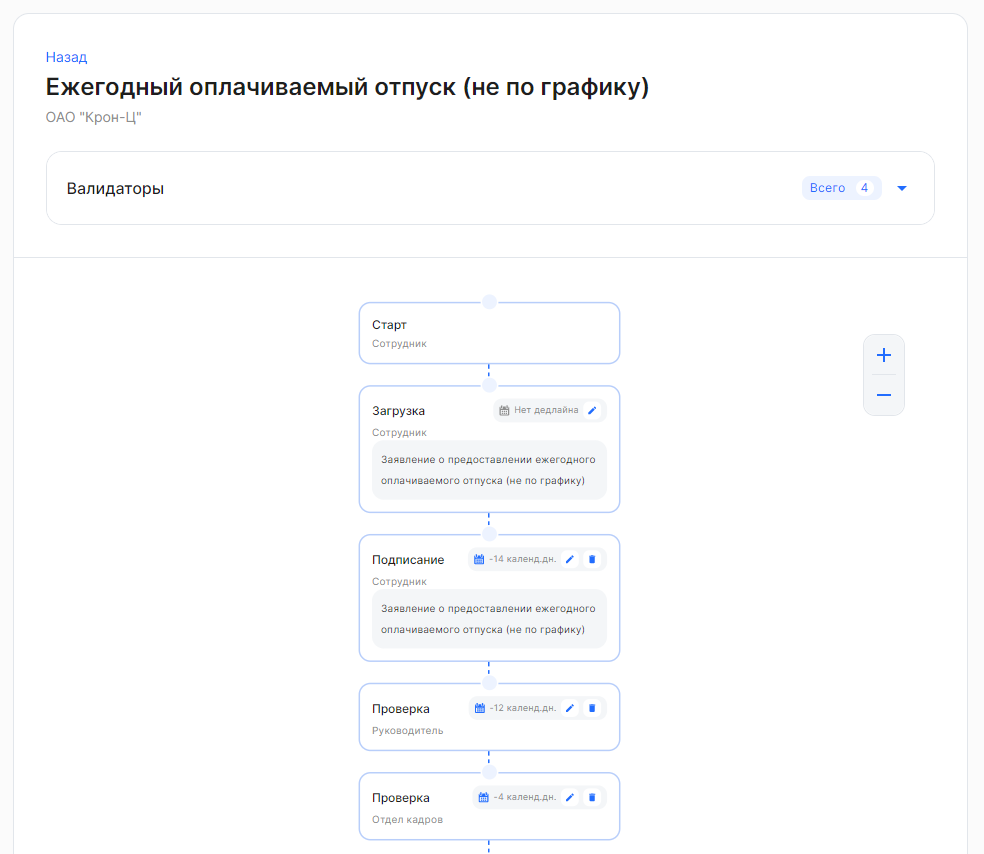 Назад
Ежегодный оплачиваемый отпуск (не по графику)
ОАО "Крон-Ц"
Валидаторы
Всего 4
Старт
Сотрудник
Загрузка
Нет дедлайна
Сотрудник
Заявление о предоставлении ежегодного
оплачиваемого отпуска (не по графику)
Подписание
-14 календ.дн.
Сотрудник
Заявление о предоставлении ежегодного
оплачиваемого отпуска (не по графику)
Проверка
-12 календ.дн.
Руководитель
Проверка
-4 календ.дн.
Отдел кадров